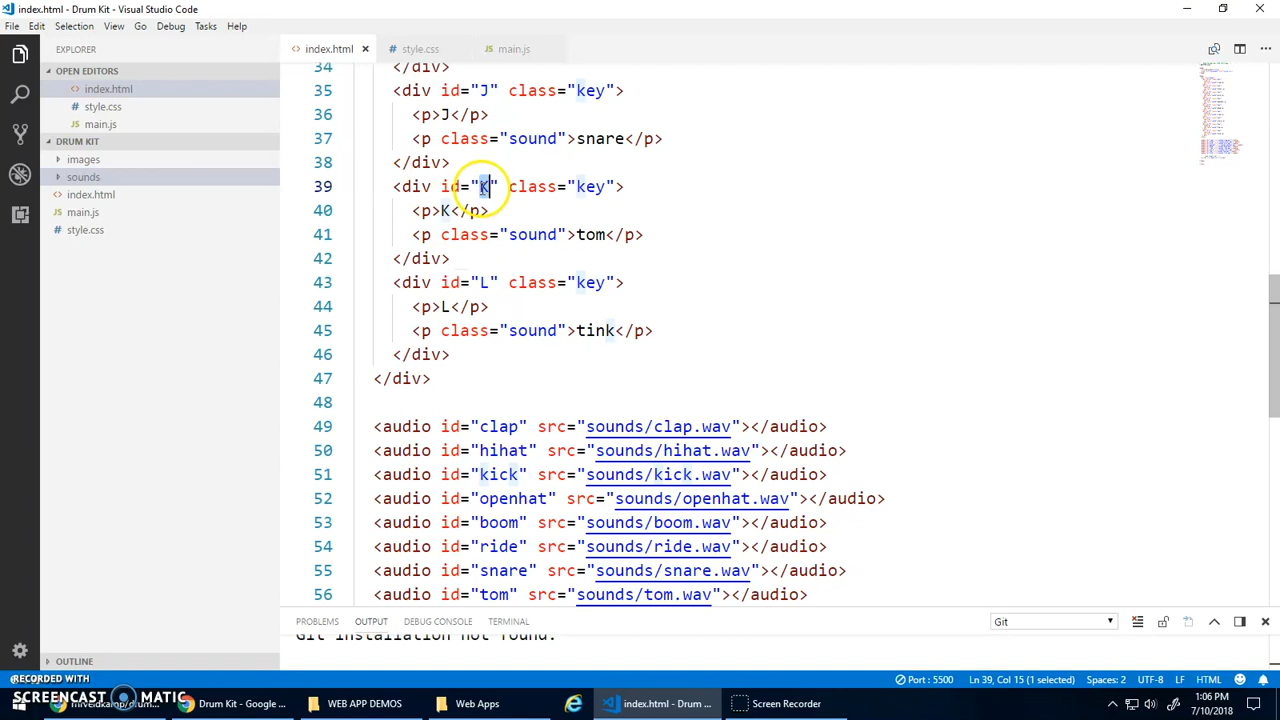 index.html - Drum Kit - Visual Studio Code
File Edit Selection View Go Debug Tasks Help
EXPLORER
OPEN EDITORS
<> index.html
# style.css
JS main.js
DRUM KIT
images
sounds
index.html
main.js
style.css
OUTLINE
<> index.html ×
style.css
main.js
34 </div>
35 <div id="J" class="key">
36 <p>J</p>
37 <p class="sound">snare</p>
38 </div>
39 <div id="K" class="key">
40 <p>K</p>
41 <p class="sound">tom</p>
42 </div>
43 <div id="L" class="key">
44 <p>L</p>
45 <p class="sound">tink</p>
46 </div>
47 </div>
48
49 <audio id="clap" src="sounds/clap.wav"></audio>
50 <audio id="hihat" src="sounds/hihat.wav"></audio>
51 <audio id="kick" src="sounds/kick.wav"></audio>
52 <audio id="openhat" src="sounds/openhat.wav"></audio>
53 <audio id="boom" src="sounds/boom.wav"></audio>
54 <audio id="ride" src="sounds/ride.wav"></audio>
55 <audio id="snare" src="sounds/snare.wav"></audio>
56 <audio id="tom" src="sounds/tom.wav"></audio>
PROBLEMS OUTPUT DEBUG CONSOLE TERMINAL Git
Git installation not found.
Port : 5500 Ln 39, Col 15 (1 selected) Spaces: 2 UTF-8 LF HTML
RECORDED WITH
SCREENCAST MATIC
Drum Kit - Google ... WEB APP DEMOS Web Apps index.html - Drum ... Screen Recorder
1:06 PM
7/10/2018